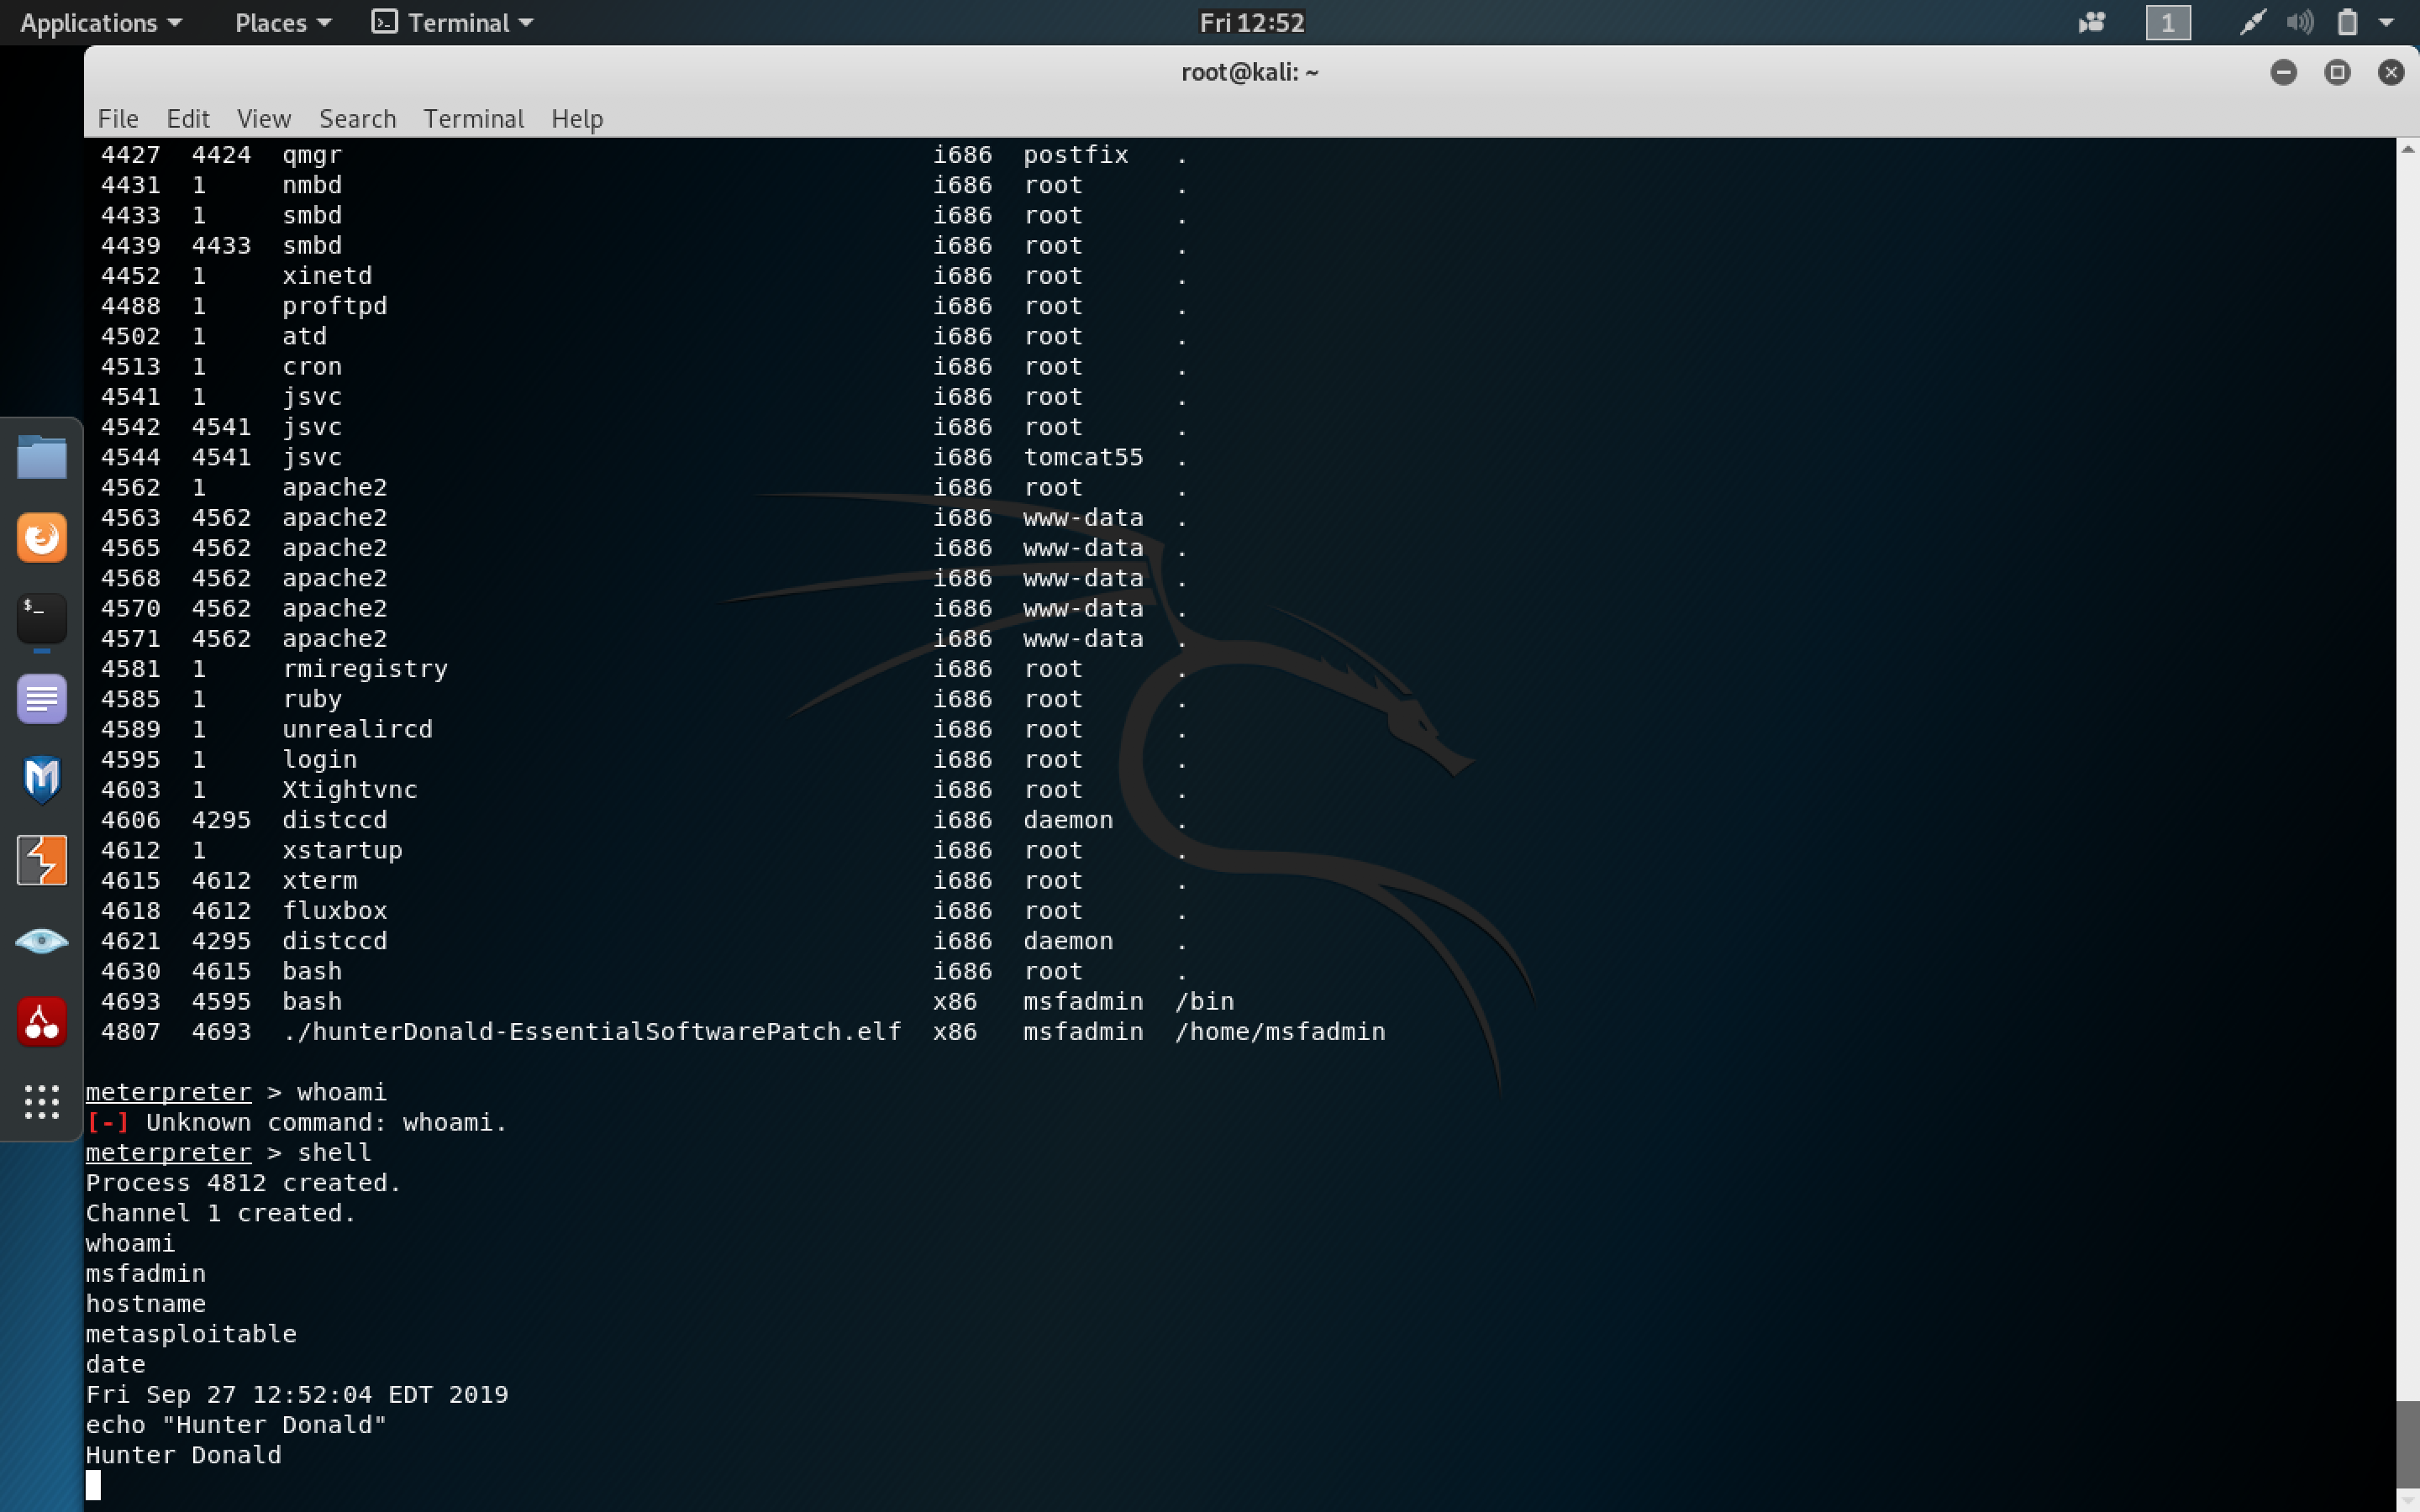 Applications Places Terminal Fri 12:52 1
root@kali: ~
File Edit View Search Terminal Help
4427 4424 qmgr i686 postfix .
4431 1 nmbd i686 root .
4433 1 smbd i686 root .
4439 4433 smbd i686 root .
4452 1 xinetd i686 root .
4488 1 proftpd i686 root .
4502 1 atd i686 root .
4513 1 cron i686 root .
4541 1 jsvc i686 root .
4542 4541 jsvc i686 root .
4544 4541 jsvc i686 tomcat55 .
4562 1 apache2 i686 root .
4563 4562 apache2 i686 www-data .
4565 4562 apache2 i686 www-data .
4568 4562 apache2 i686 www-data .
4570 4562 apache2 i686 www-data .
4571 4562 apache2 i686 www-data .
4581 1 rmiregistry i686 root .
4585 1 ruby i686 root .
4589 1 unrealircd i686 root .
4595 1 login i686 root .
4603 1 Xtightvnc i686 root .
4606 4295 distccd i686 daemon .
4612 1 xstartup i686 root .
4615 4612 xterm i686 root .
4618 4612 fluxbox i686 root .
4621 4295 distccd i686 daemon .
4630 4615 bash i686 root .
4693 4595 bash x86 msfadmin /bin
4807 4693 ./hunterDonald-EssentialSoftwarePatch.elf x86 msfadmin /home/msfadmin
meterpreter > whoami
[-] Unknown command: whoami.
meterpreter > shell
Process 4812 created.
Channel 1 created.
whoami
msfadmin
hostname
metasploitable
date
Fri Sep 27 12:52:04 EDT 2019
echo "Hunter Donald"
Hunter Donald